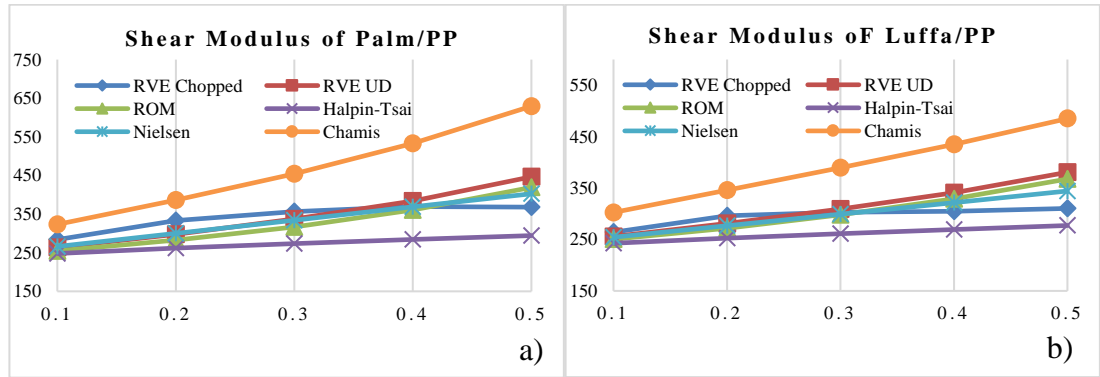 Shear Modulus of Palm/PP
750
650
550
450
350
250
150
RVE Chopped
RVE UD
ROM
Halpin-Tsai
Nielsen
Chamis
0.1 0.2 0.3 0.4 0.5
a)
Shear Modulus oF Luffa/PP
550
450
350
250
150
RVE Chopped
RVE UD
ROM
Halpin-Tsai
Nielsen
Chamis
0.1 0.2 0.3 0.4 0.5
b)